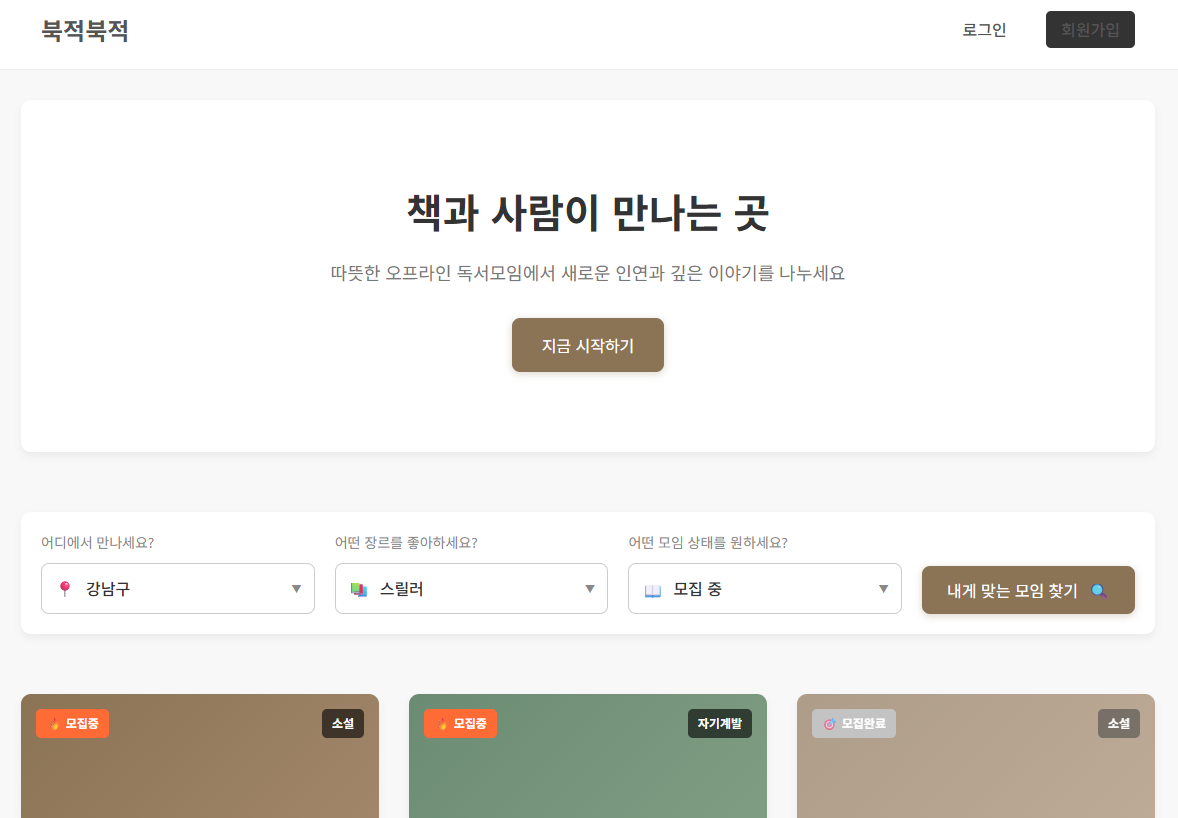 북적북적
로그인
회원가입
책과 사람이 만나는 곳
따뜻한 오프라인 독서모임에서 새로운 인연과 깊은 이야기를 나누세요
지금 시작하기
어디에서 만나세요?
어떤 장르를 좋아하세요?
어떤 모임 상태를 원하세요?
강남구
스릴러
모집 중
내게 맞는 모임 찾기
모집중
소설
모집중
자기계발
모집완료
소설